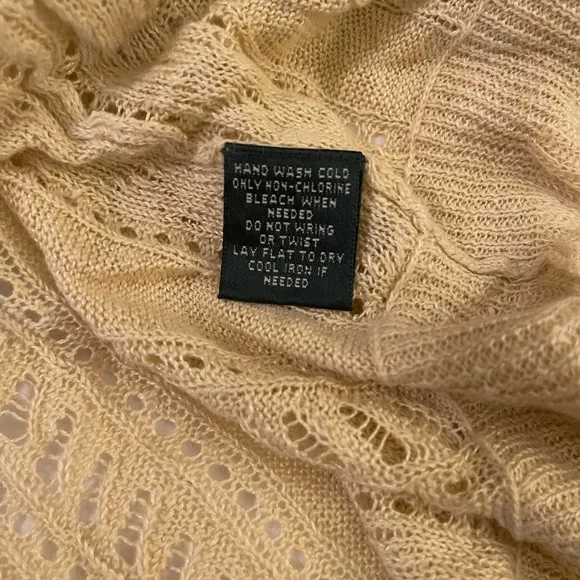 HAND WASH COLD
ONLY NON-CHLORINE
BLEACH WHEN
NEEDED
DO NOT WRING
OR TWIST
LAY FLAT TO DRY
COOL IRON IF
NEEDED